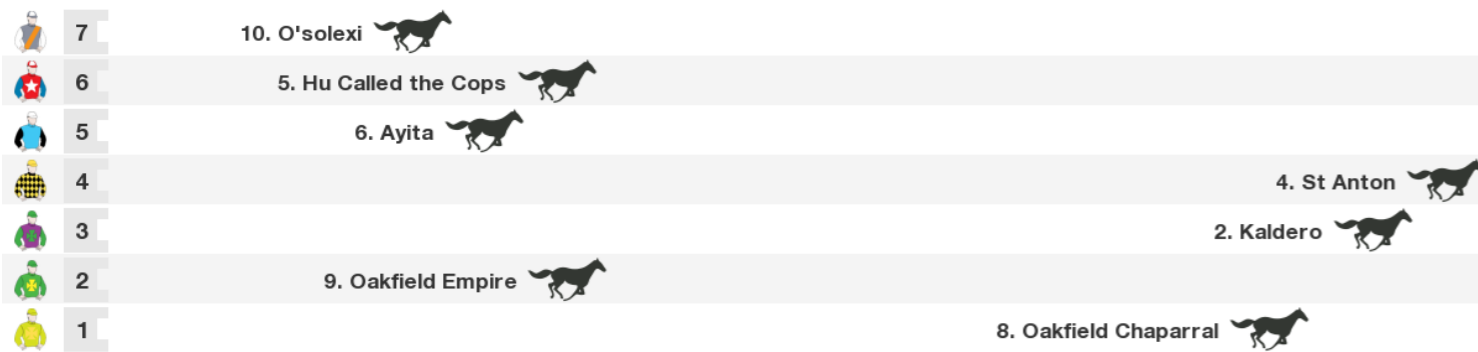 7 10. O'solexi
6 5. Hu Called the Cops
5 6. Ayita
4 4. St Anton
3 2. Kaldero
2 9. Oakfield Empire
1 8. Oakfield Chaparral